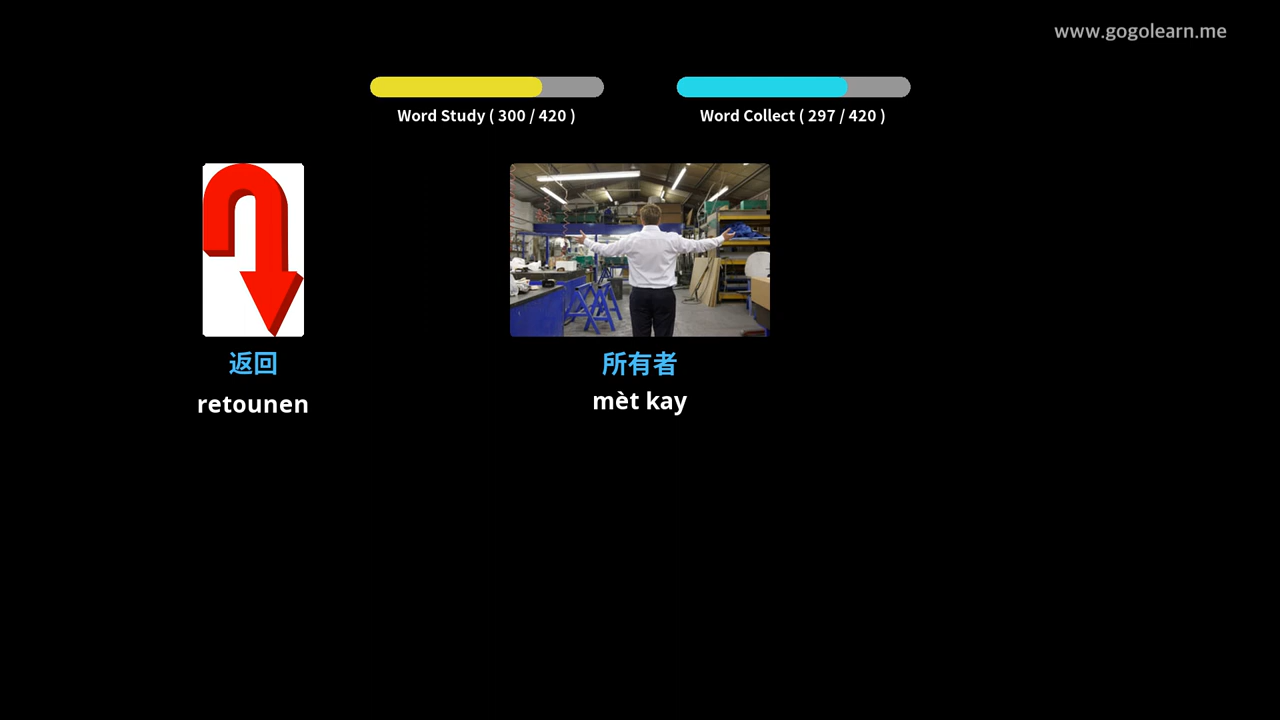 www.gogolearn.me
Word Study ( 300 / 420 )
Word Collect ( 297 / 420 )
返回
retounen
所有者
mèt kay